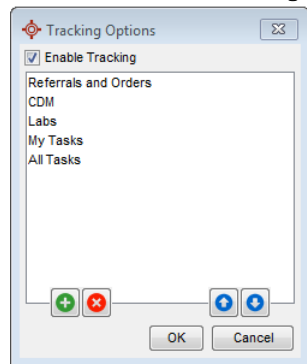 Tracking Options
Enable Tracking
Referrals and Orders
CDM
Labs
My Tasks
All Tasks
OK
Cancel